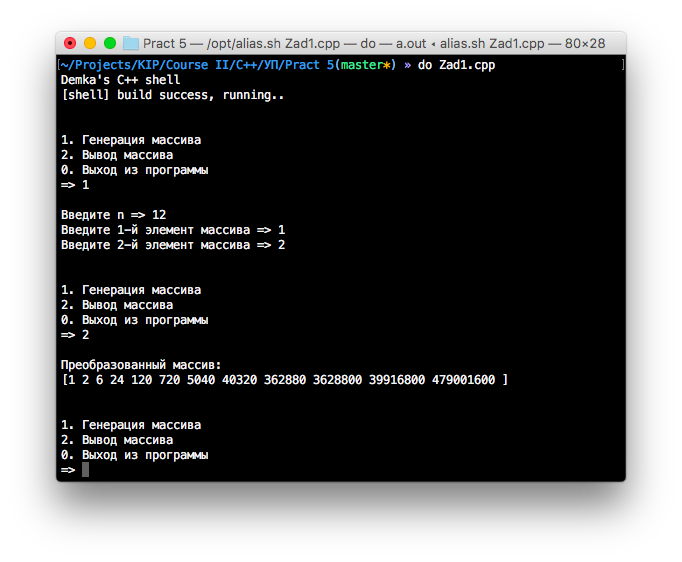 Pract 5 — /opt/alias.sh Zad1.cpp — do — a.out ◂ alias.sh Zad1.cpp — 80×28
[~/Projects/KIP/Course II/C++/УП/Pract 5(master*) » do Zad1.cpp ]
Demka's C++ shell
[shell] build success, running..
1. Генерация массива
2. Вывод массива
0. Выход из программы
=> 1
Введите n => 12
Введите 1-й элемент массива => 1
Введите 2-й элемент массива => 2
1. Генерация массива
2. Вывод массива
0. Выход из программы
=> 2
Преобразованный массив:
[1 2 6 24 120 720 5040 40320 362880 3628800 39916800 479001600 ]
1. Генерация массива
2. Вывод массива
0. Выход из программы
=>